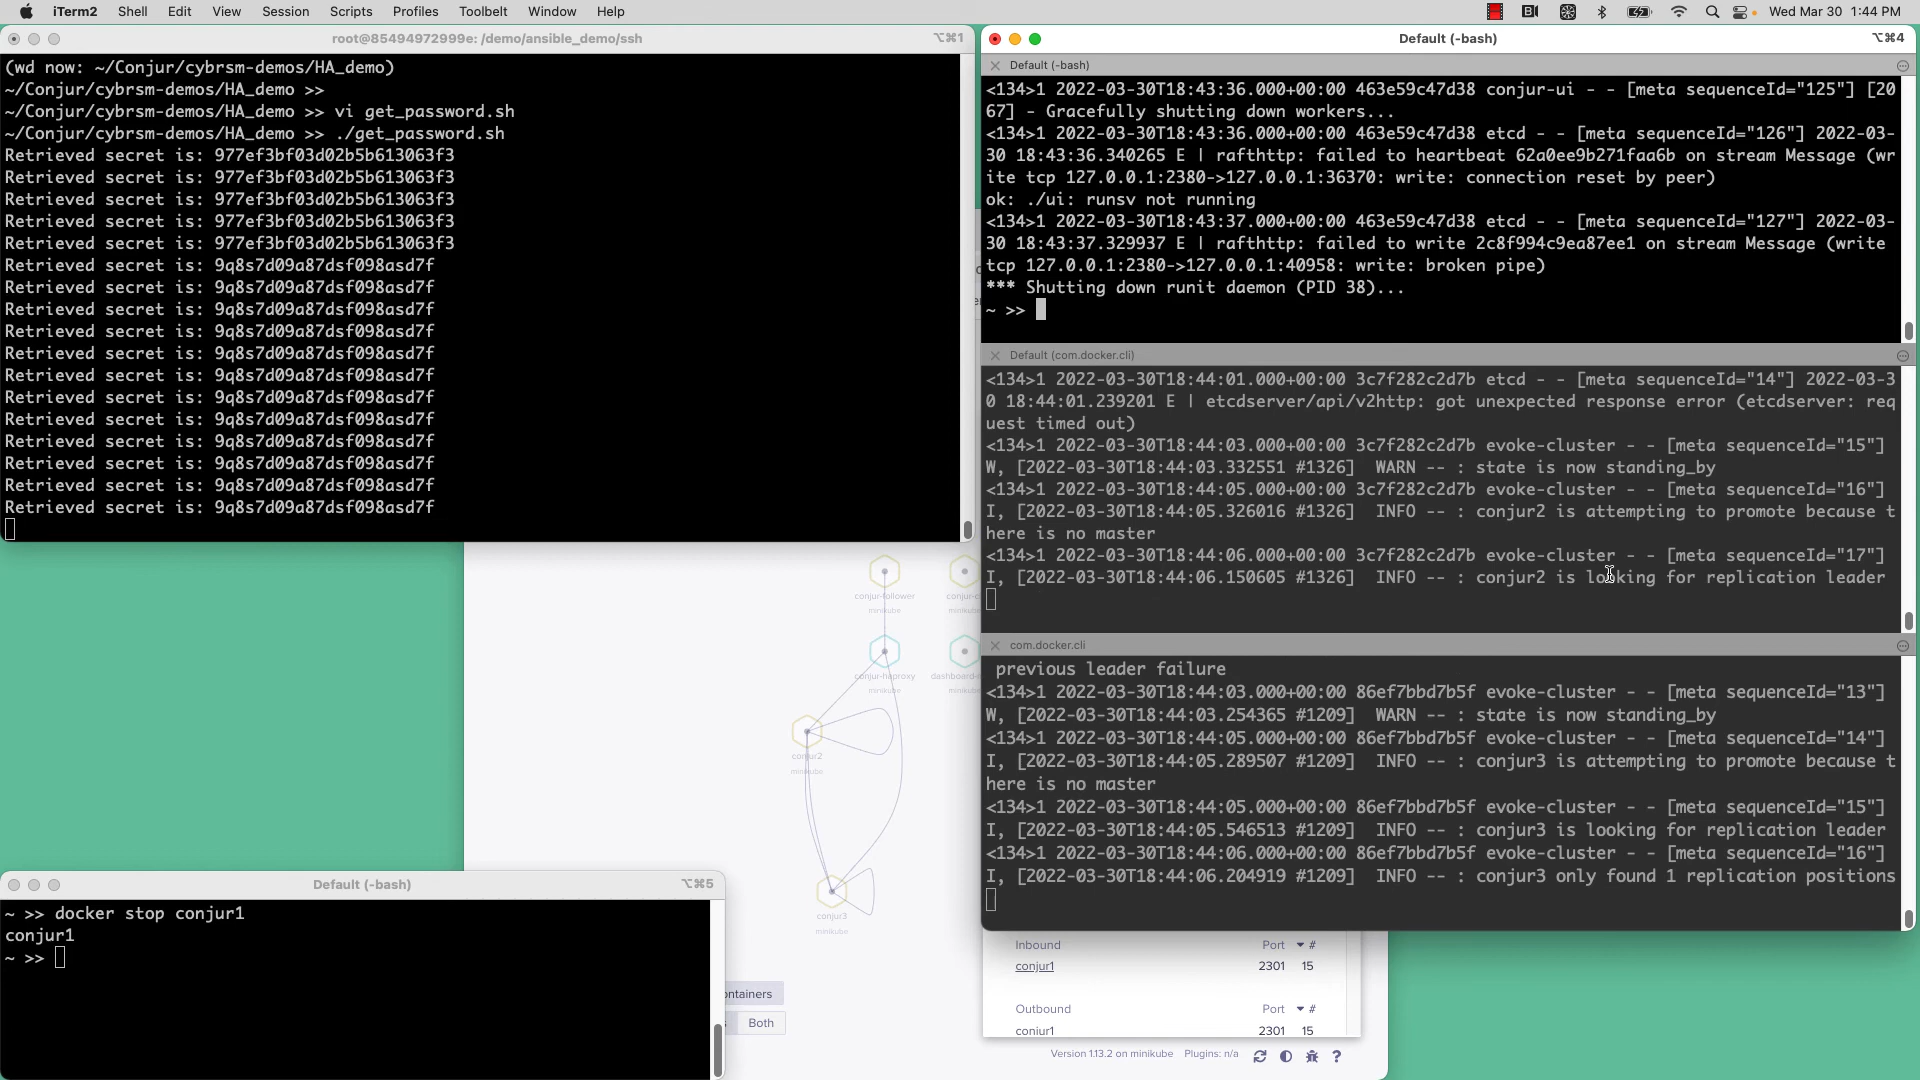 iTerm2 Shell Edit View Session Scripts Profiles Toolbelt Window Help
Wed Mar 30 1:44 PM
root@85494972999e: /demo/ansible_demo/ssh
⌥⌘1
(wd now: ~/Conjur/cybrsm-demos/HA_demo)
~/Conjur/cybrsm-demos/HA_demo >>
~/Conjur/cybrsm-demos/HA_demo >> vi get_password.sh
~/Conjur/cybrsm-demos/HA_demo >> ./get_password.sh
Retrieved secret is: 977ef3bf03d02b5b613063f3
Retrieved secret is: 977ef3bf03d02b5b613063f3
Retrieved secret is: 977ef3bf03d02b5b613063f3
Retrieved secret is: 977ef3bf03d02b5b613063f3
Retrieved secret is: 977ef3bf03d02b5b613063f3
Retrieved secret is: 9q8s7d09a87dsf098asd7f
Retrieved secret is: 9q8s7d09a87dsf098asd7f
Retrieved secret is: 9q8s7d09a87dsf098asd7f
Retrieved secret is: 9q8s7d09a87dsf098asd7f
Retrieved secret is: 9q8s7d09a87dsf098asd7f
Retrieved secret is: 9q8s7d09a87dsf098asd7f
Retrieved secret is: 9q8s7d09a87dsf098asd7f
Retrieved secret is: 9q8s7d09a87dsf098asd7f
Retrieved secret is: 9q8s7d09a87dsf098asd7f
Retrieved secret is: 9q8s7d09a87dsf098asd7f
Retrieved secret is: 9q8s7d09a87dsf098asd7f
Retrieved secret is: 9q8s7d09a87dsf098asd7f
Default (-bash)
⌥⌘4
Default (-bash)
<134>1 2022-03-30T18:43:36.000+00:00 463e59c47d38 conjur-ui - - [meta sequenceId="125"] [20
67] - Gracefully shutting down workers...
<134>1 2022-03-30T18:43:36.000+00:00 463e59c47d38 etcd - - [meta sequenceId="126"] 2022-03-
30 18:43:36.340265 E | rafthttp: failed to heartbeat 62a0ee9b271faa6b on stream Message (wr
ite tcp 127.0.0.1:2380->127.0.0.1:36370: write: connection reset by peer)
ok: ./ui: runsv not running
<134>1 2022-03-30T18:43:37.000+00:00 463e59c47d38 etcd - - [meta sequenceId="127"] 2022-03-
30 18:43:37.329937 E | rafthttp: failed to write 2c8f994c9ea87ee1 on stream Message (write
tcp 127.0.0.1:2380->127.0.0.1:40958: write: broken pipe)
*** Shutting down runit daemon (PID 38)...
~ >>
Default (com.docker.cli)
<134>1 2022-03-30T18:44:01.000+00:00 3c7f282c2d7b etcd - - [meta sequenceId="14"] 2022-03-3
0 18:44:01.239201 E | etcdserver/api/v2http: got unexpected response error (etcdserver: req
uest timed out)
<134>1 2022-03-30T18:44:03.000+00:00 3c7f282c2d7b evoke-cluster - - [meta sequenceId="15"]
W, [2022-03-30T18:44:03.332551 #1326]  WARN -- : state is now standing_by
<134>1 2022-03-30T18:44:05.000+00:00 3c7f282c2d7b evoke-cluster - - [meta sequenceId="16"]
I, [2022-03-30T18:44:05.326016 #1326]  INFO -- : conjur2 is attempting to promote because t
here is no master
<134>1 2022-03-30T18:44:06.000+00:00 3c7f282c2d7b evoke-cluster - - [meta sequenceId="17"]
I, [2022-03-30T18:44:06.150605 #1326]  INFO -- : conjur2 is looking for replication leader
com.docker.cli
previous leader failure
<134>1 2022-03-30T18:44:03.000+00:00 86ef7bbd7b5f evoke-cluster - - [meta sequenceId="13"]
W, [2022-03-30T18:44:03.254365 #1209]  WARN -- : state is now standing_by
<134>1 2022-03-30T18:44:05.000+00:00 86ef7bbd7b5f evoke-cluster - - [meta sequenceId="14"]
I, [2022-03-30T18:44:05.289507 #1209]  INFO -- : conjur3 is attempting to promote because t
here is no master
<134>1 2022-03-30T18:44:05.000+00:00 86ef7bbd7b5f evoke-cluster - - [meta sequenceId="15"]
I, [2022-03-30T18:44:05.546513 #1209]  INFO -- : conjur3 is looking for replication leader
<134>1 2022-03-30T18:44:06.000+00:00 86ef7bbd7b5f evoke-cluster - - [meta sequenceId="16"]
I, [2022-03-30T18:44:06.204919 #1209]  INFO -- : conjur3 only found 1 replication positions
conjur-follower
minikube
minikube
conjur-haproxy
minikube
minikube
conjur2
minikube
conjur3
minikube
Default (-bash)
⌥⌘5
~ >> docker stop conjur1
conjur1
~ >>
ontainers
Both
Inbound Port #
conjur1 2301 15
Outbound Port #
conjur1 2301 15
Version 1.13.2 on minikube Plugins: n/a